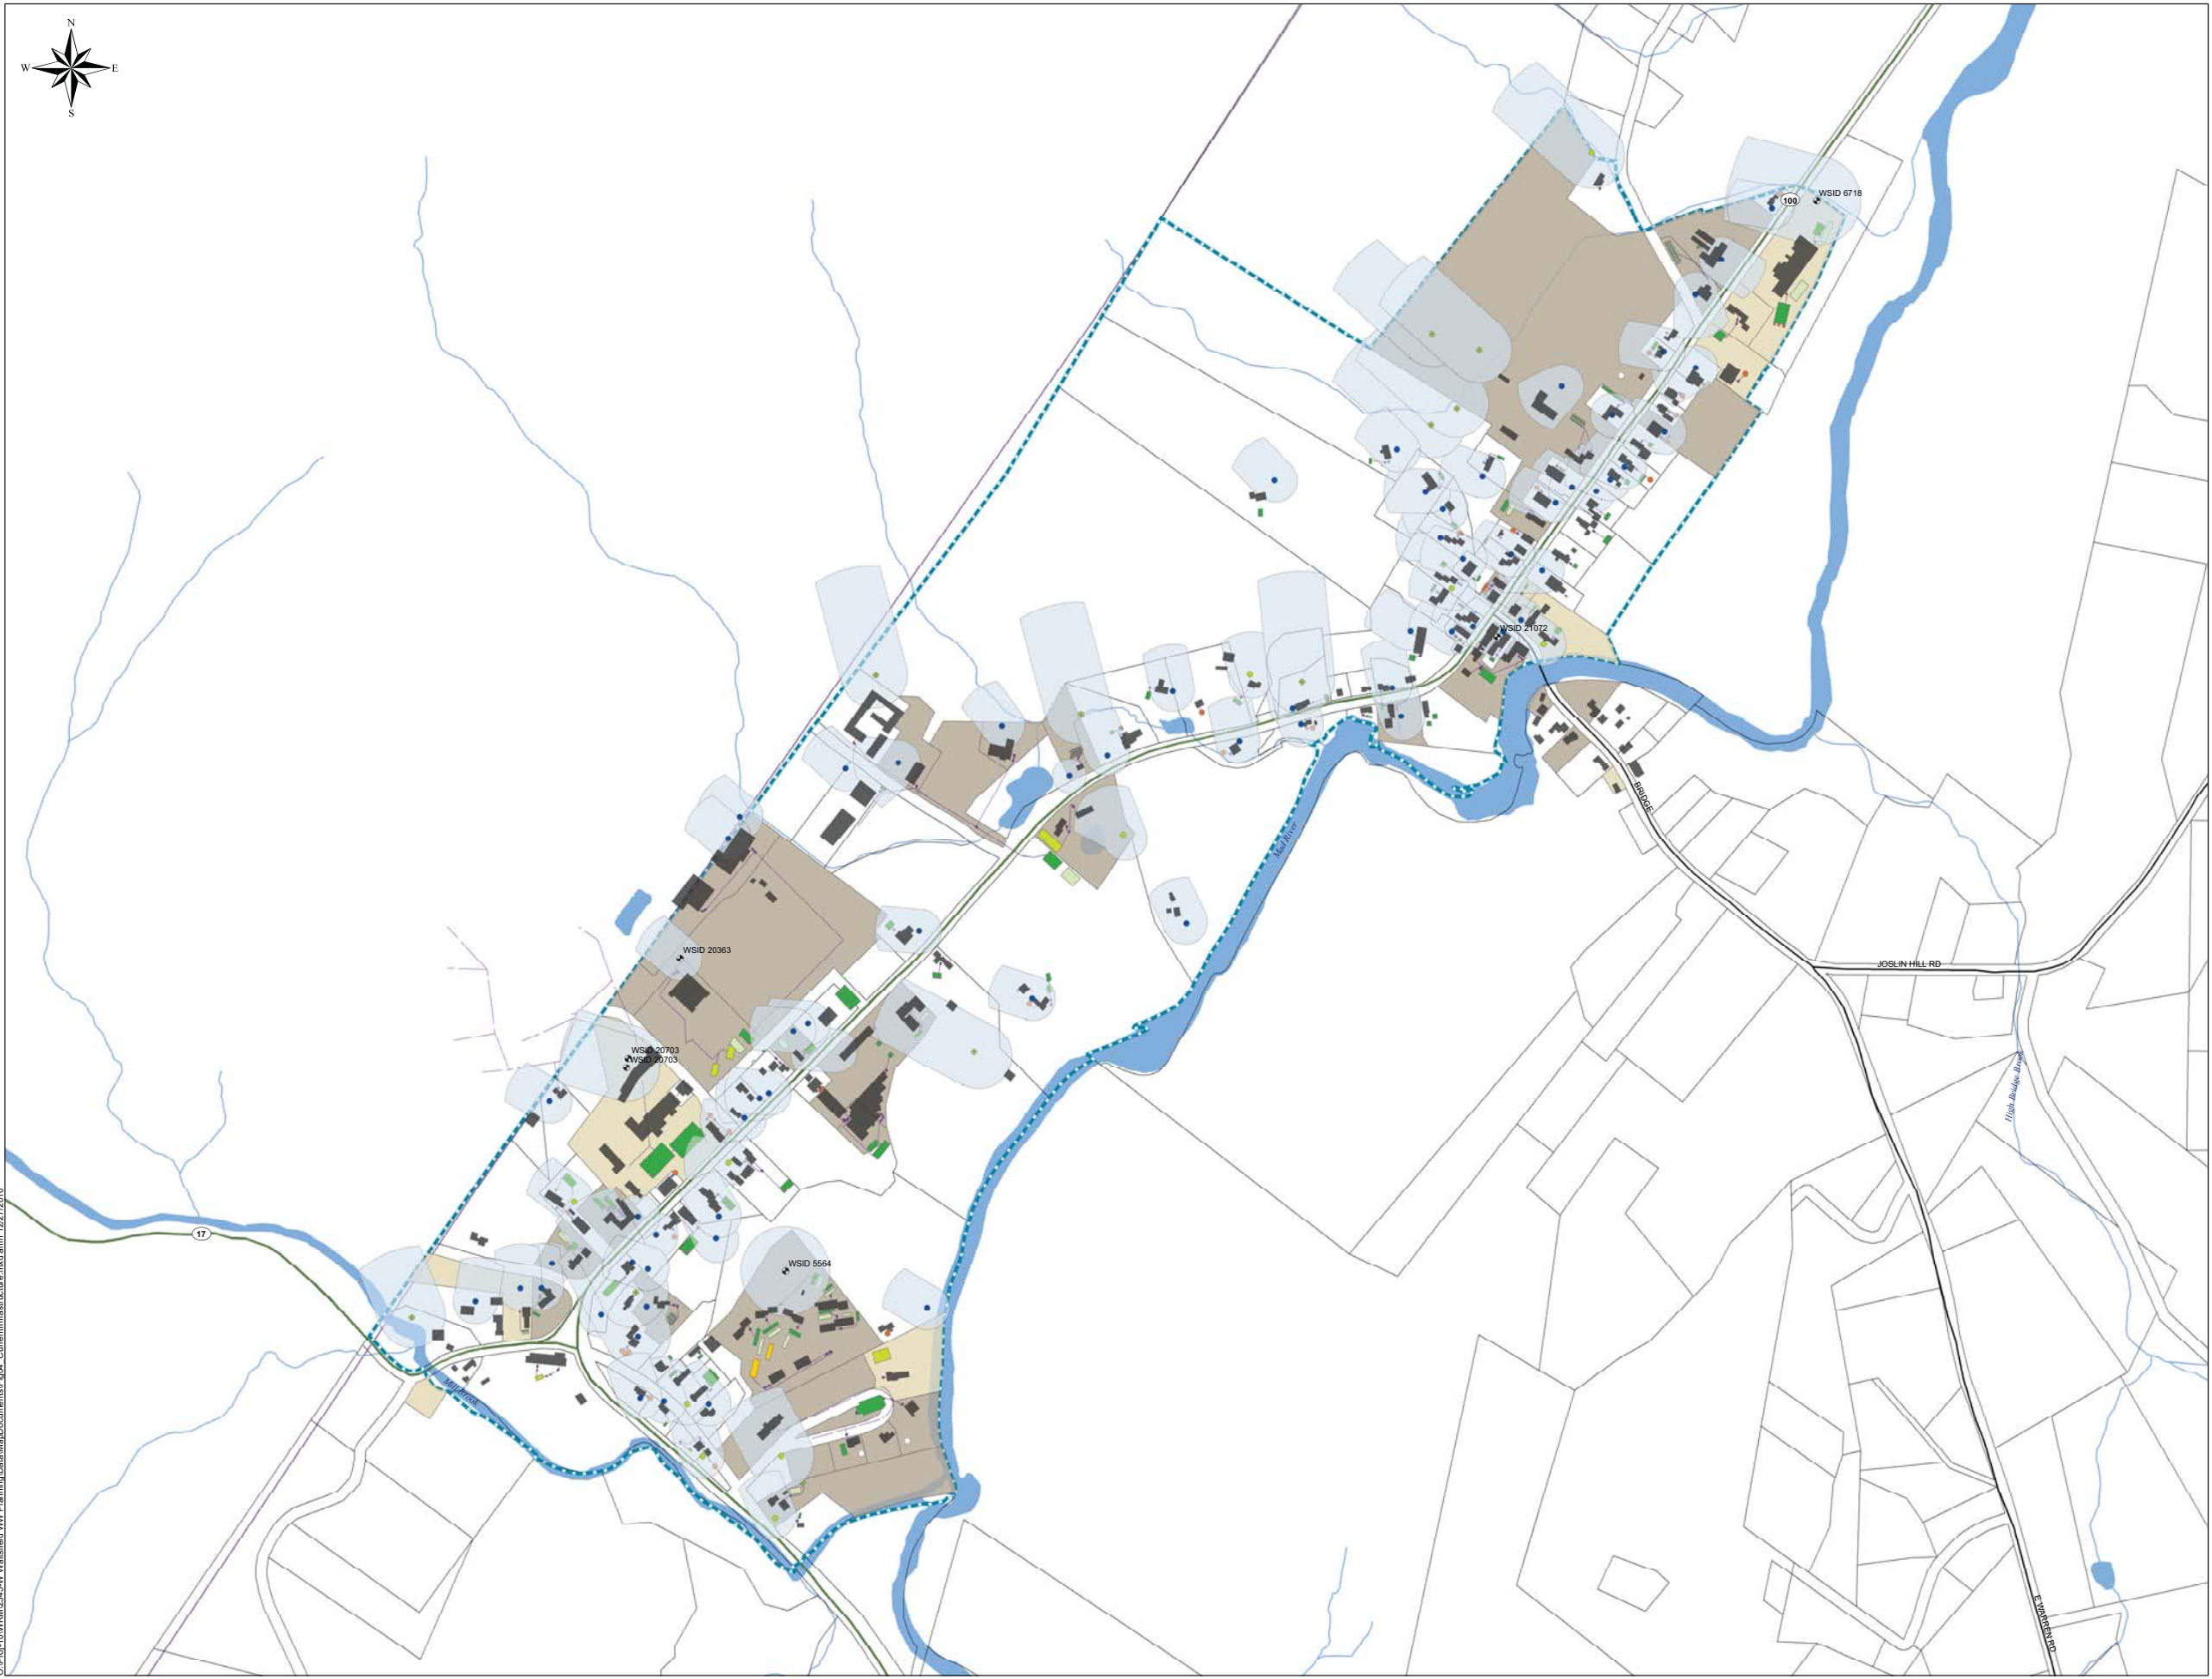 N
W E
S
WSID 6718
100
WSID 21072
BRIDGE
Mad River
WSID 20363
JOSLIN HILL RD
WSID 20703
WSID 20703
High Bridge Brook
17
WSID 5564
Mill Brook
E WARREN RD